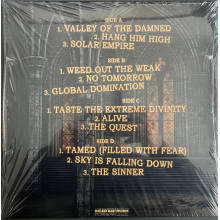 SIDE A
1. VALLEY OF THE DAMNED
2. HANG HIM HIGH
3. SOLAR EMPIRE
SIDE B
1. WEED OUT THE WEAK
2. NO TOMORROW
3. GLOBAL DOMINATION
SIDE C
1. TASTE THE EXTREME DIVINITY
2. ALIVE
3. THE QUEST
SIDE D
1. TAMED (FILLED WITH FEAR)
2. SKY IS FALLING DOWN
3. THE SINNER